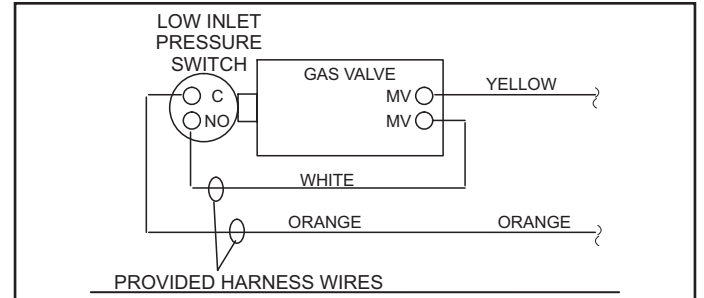 LOW INLET
PRESSURE
SWITCH
GAS VALVE
C
NO
MV
MV
YELLOW
WHITE
ORANGE ORANGE
PROVIDED HARNESS WIRES